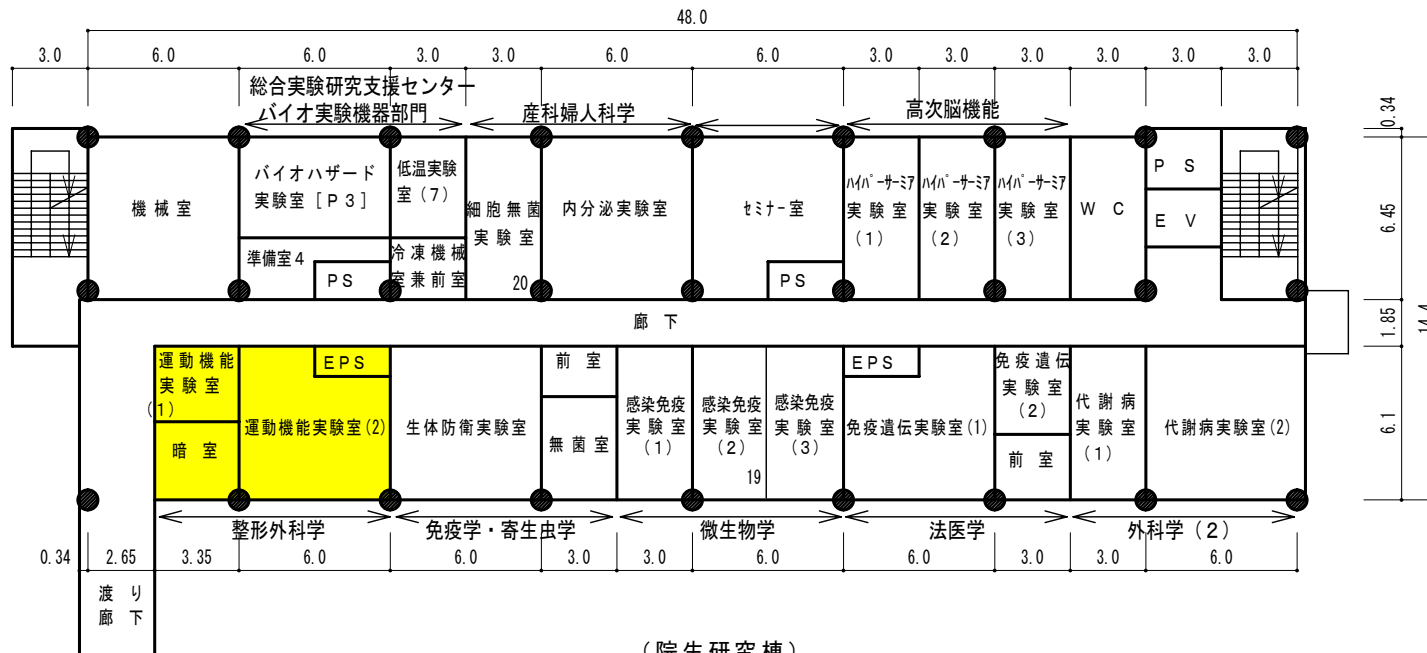 48.0
3.0 6.0 6.0 3.0 3.0 6.0 6.0 3.0 3.0 3.0 3.0 3.0
総合実験研究支援センター
バイオ実験機器部門
産科婦人科学
高次脳機能
0.34
機械室
バイオハザード
実験室[P3]
低温実験
室(7)
細胞無菌
実験室
20
内分泌実験室
セミナー室
ハイパーサーミア
実験室
(1)
ハイパーサーミア
実験室
(2)
ハイパーサーミア
実験室
(3)
WC
PS
EV
6.45
準備室4
PS
冷凍機械
室兼前室
PS
廊下
1.85
14.4
運動機能
実験室
(1)
暗室
EPS
運動機能実験室(2)
生体防衛実験室
前室
無菌室
感染免疫
実験室
(1)
感染免疫
実験室
(2)
19
感染免疫
実験室
(3)
EPS
免疫遺伝実験室(1)
免疫遺伝
実験室
(2)
前室
代謝病
実験室
(1)
代謝病実験室(2)
6.1
整形外科学
免疫学・寄生虫学
微生物学
法医学
外科学(2)
0.34 2.65 3.35 6.0 6.0 3.0 3.0 6.0 6.0 3.0 3.0 6.0
渡り
廊下
(院生研究棟)